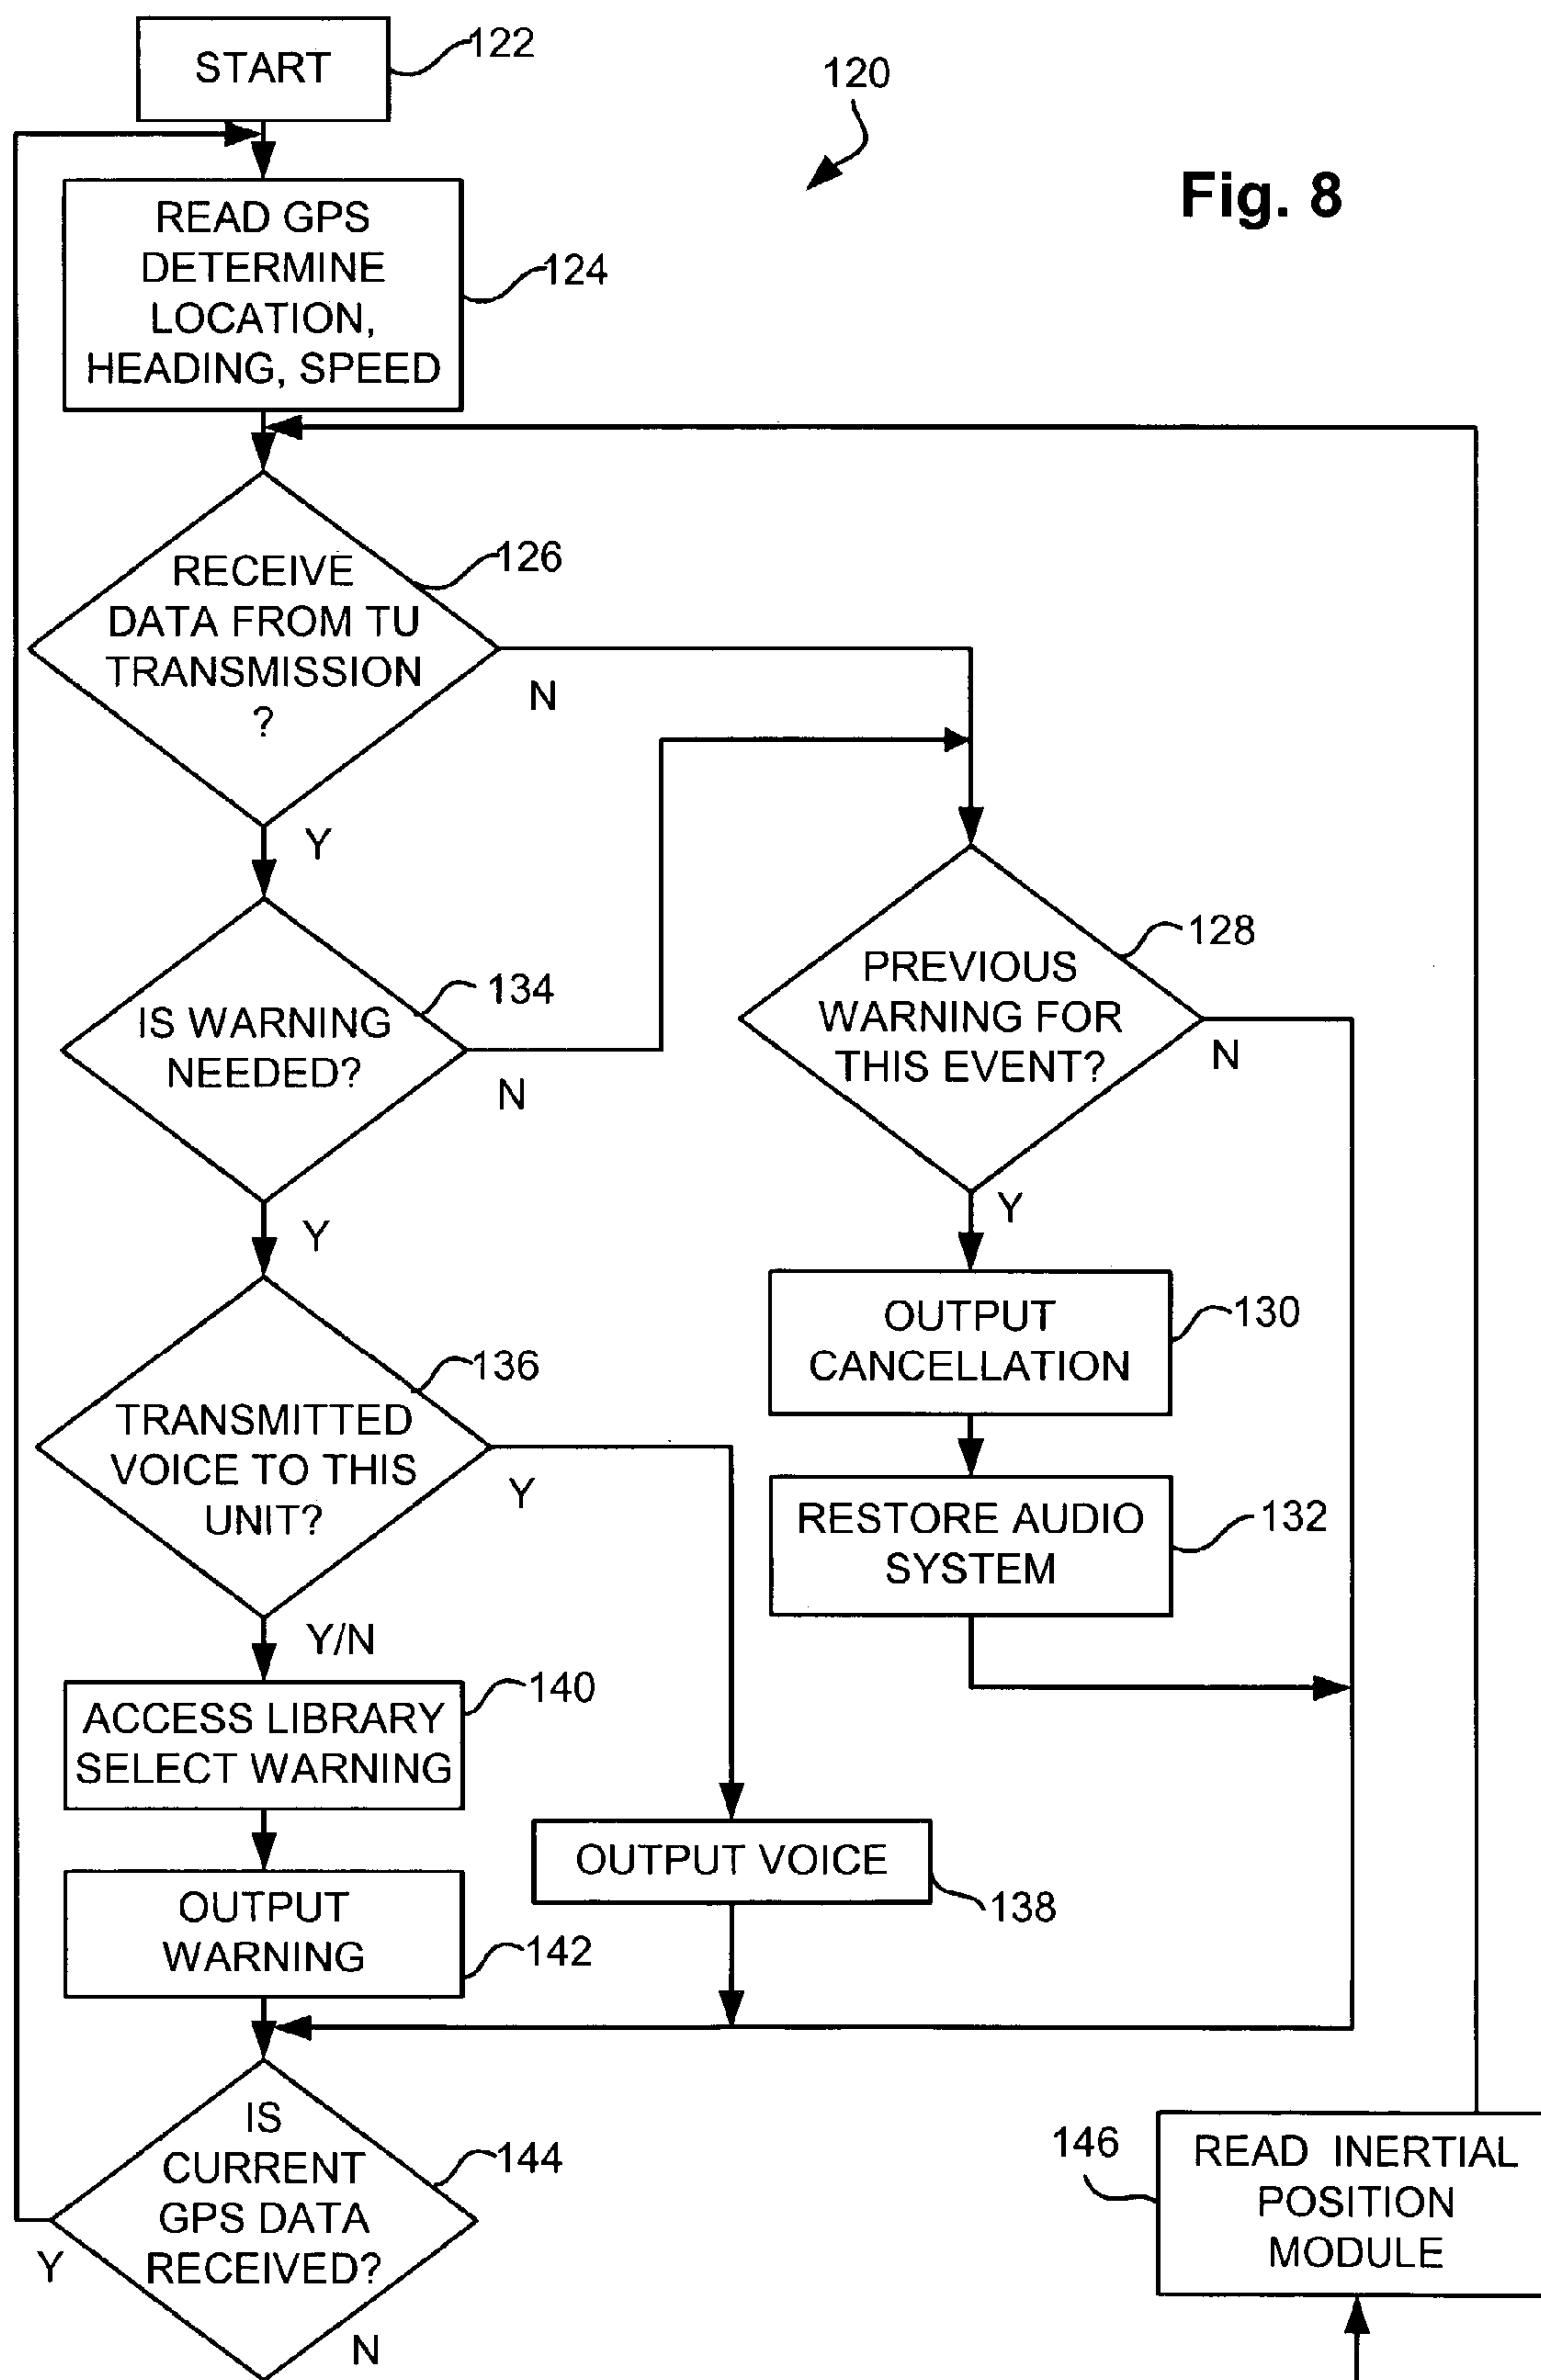 START
122
120
Fig. 8
READ GPS
DETERMINE
LOCATION,
HEADING, SPEED
124
RECEIVE
DATA FROM TU
TRANSMISSION
?
126
N
Y
IS WARNING
NEEDED?
134
N
Y
PREVIOUS
WARNING FOR
THIS EVENT?
128
N
Y
OUTPUT
CANCELLATION
130
RESTORE AUDIO
SYSTEM
132
TRANSMITTED
VOICE TO THIS
UNIT?
136
Y
Y/N
ACCESS LIBRARY
SELECT WARNING
140
OUTPUT VOICE
138
OUTPUT
WARNING
142
IS
CURRENT
GPS DATA
RECEIVED?
144
Y
N
146
READ INERTIAL
POSITION
MODULE